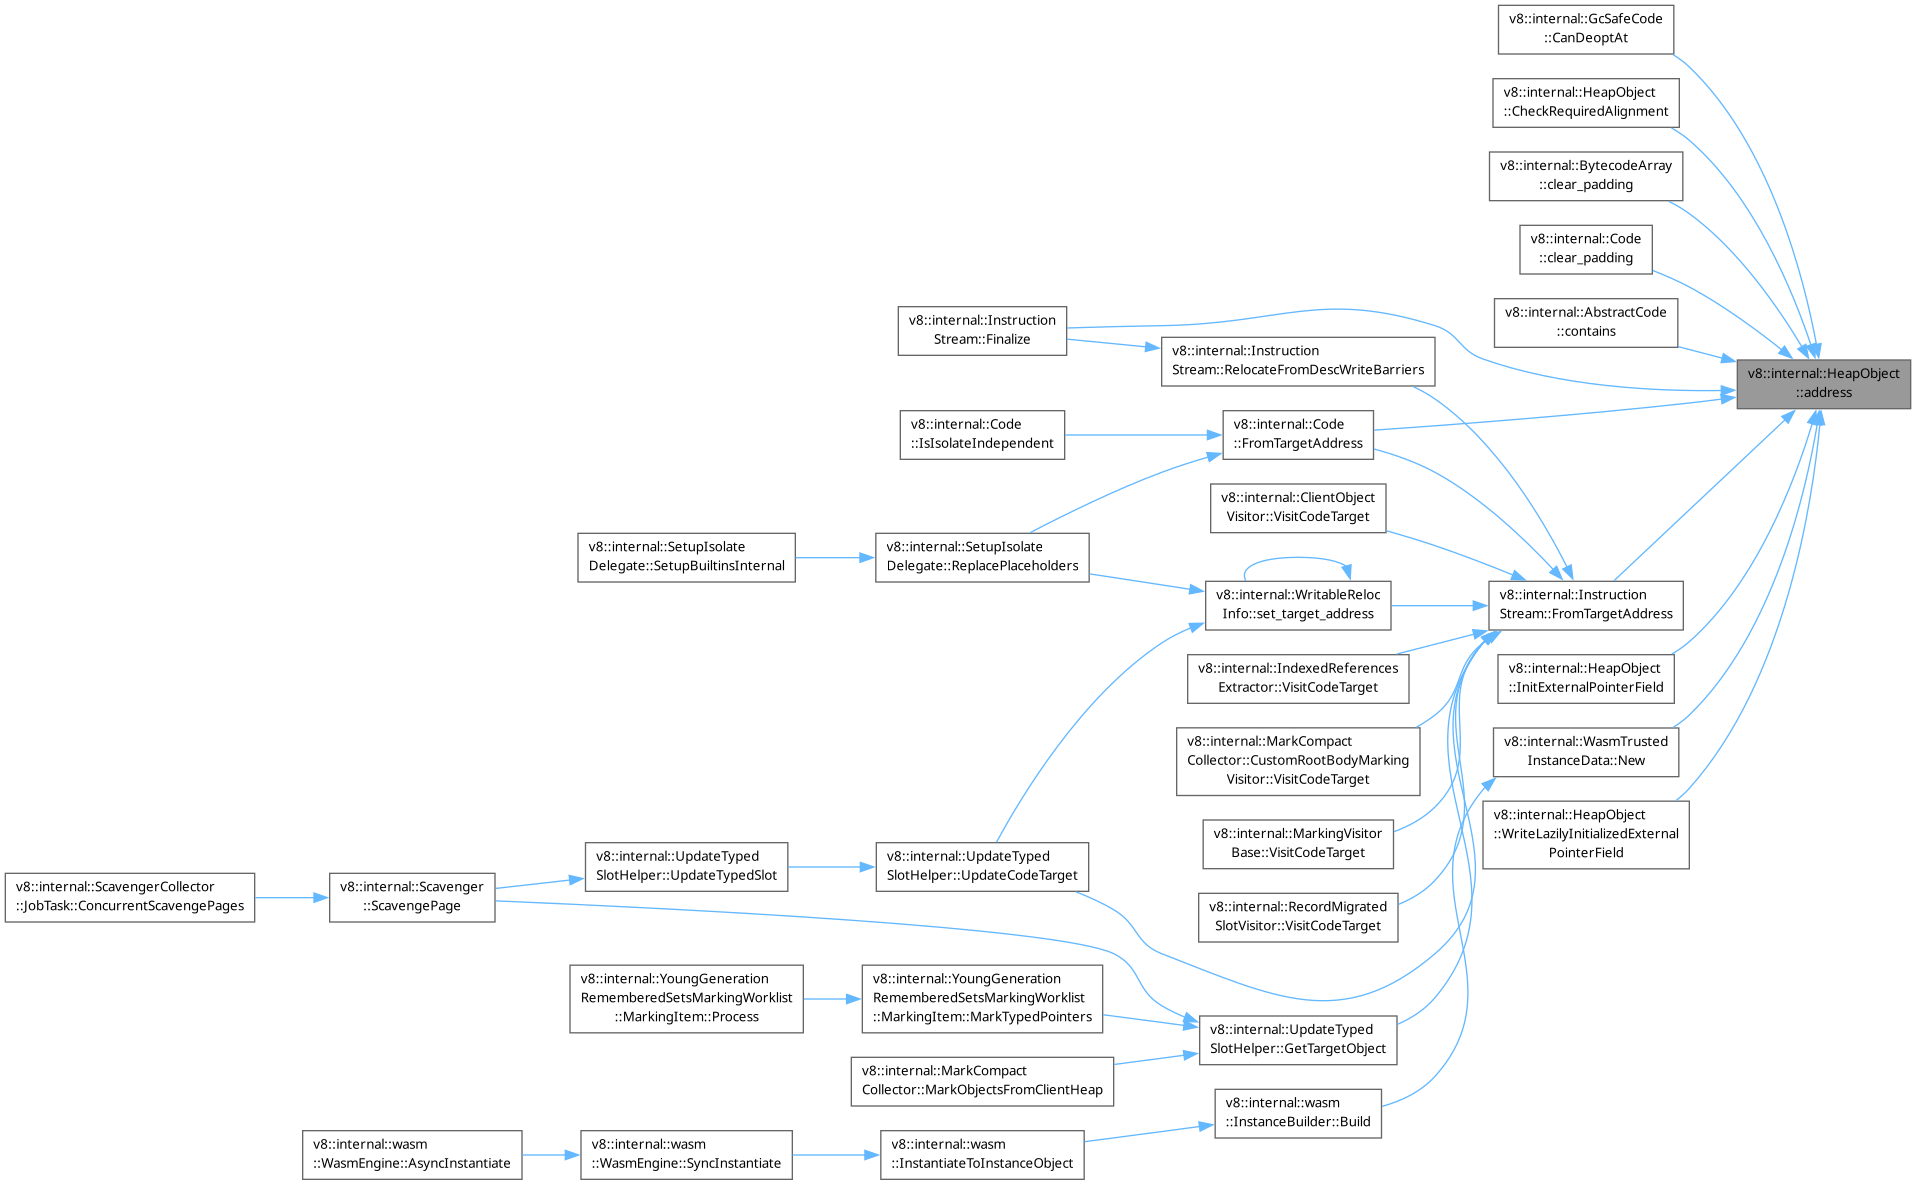 v8::internal::GcSafeCode
::CanDeoptAt
v8::internal::HeapObject
::CheckRequiredAlignment
v8::internal::BytecodeArray
::clear_padding
v8::internal::Code
::clear_padding
v8::internal::AbstractCode
::contains
v8::internal::Instruction
Stream::Finalize
v8::internal::Instruction
Stream::RelocateFromDescWriteBarriers
v8::internal::HeapObject
::address
v8::internal::Code
::IsIsolateIndependent
v8::internal::Code
::FromTargetAddress
v8::internal::ClientObject
Visitor::VisitCodeTarget
v8::internal::SetupIsolate
Delegate::SetupBuiltinsInternal
v8::internal::SetupIsolate
Delegate::ReplacePlaceholders
v8::internal::WritableReloc
Info::set_target_address
v8::internal::Instruction
Stream::FromTargetAddress
v8::internal::IndexedReferences
Extractor::VisitCodeTarget
v8::internal::HeapObject
::InitExternalPointerField
v8::internal::MarkCompact
Collector::CustomRootBodyMarking
Visitor::VisitCodeTarget
v8::internal::WasmTrusted
InstanceData::New
v8::internal::MarkingVisitor
Base::VisitCodeTarget
v8::internal::HeapObject
::WriteLazilyInitializedExternal
PointerField
v8::internal::ScavengerCollector
::JobTask::ConcurrentScavengePages
v8::internal::Scavenger
::ScavengePage
v8::internal::UpdateTyped
SlotHelper::UpdateTypedSlot
v8::internal::UpdateTyped
SlotHelper::UpdateCodeTarget
v8::internal::RecordMigrated
SlotVisitor::VisitCodeTarget
v8::internal::YoungGeneration
RememberedSetsMarkingWorklist
::MarkingItem::Process
v8::internal::YoungGeneration
RememberedSetsMarkingWorklist
::MarkingItem::MarkTypedPointers
v8::internal::UpdateTyped
SlotHelper::GetTargetObject
v8::internal::MarkCompact
Collector::MarkObjectsFromClientHeap
v8::internal::wasm
::InstanceBuilder::Build
v8::internal::wasm
::WasmEngine::AsyncInstantiate
v8::internal::wasm
::WasmEngine::SyncInstantiate
v8::internal::wasm
::InstantiateToInstanceObject